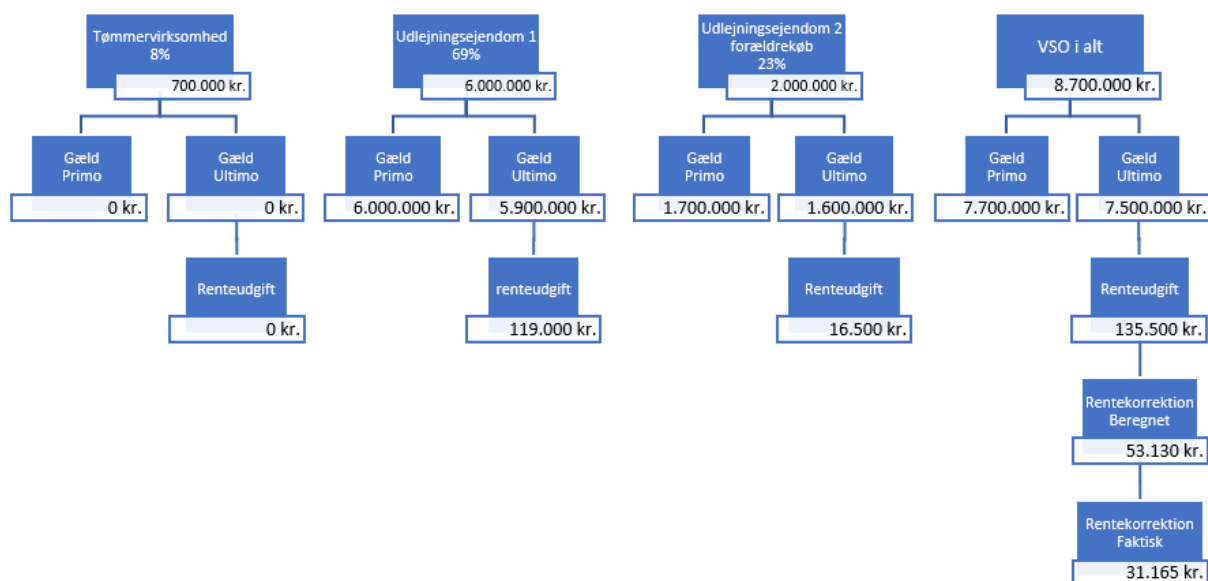 Tømmervirksomhed
8%
700.000 kr.
Gæld
Primo
0 kr.
Gæld
Ultimo
0 kr.
Renteudgift
0 kr.
Udlejningsejendom 1
69%
6.000.000 kr.
Gæld
Primo
6.000.000 kr.
Gæld
Ultimo
5.900.000 kr.
renteudgift
119.000 kr.
Udlejningsejendom 2
forældrekøb
23%
2.000.000 kr.
Gæld
Primo
1.700.000 kr.
Gæld
Ultimo
1.600.000 kr.
Renteudgift
16.500 kr.
VSO i alt
8.700.000 kr.
Gæld
Primo
7.700.000 kr.
Gæld
Ultimo
7.500.000 kr.
Renteudgift
135.500 kr.
Rentekorrektion
Beregnet
53.130 kr.
Rentekorrektion
Faktisk
31.165 kr.